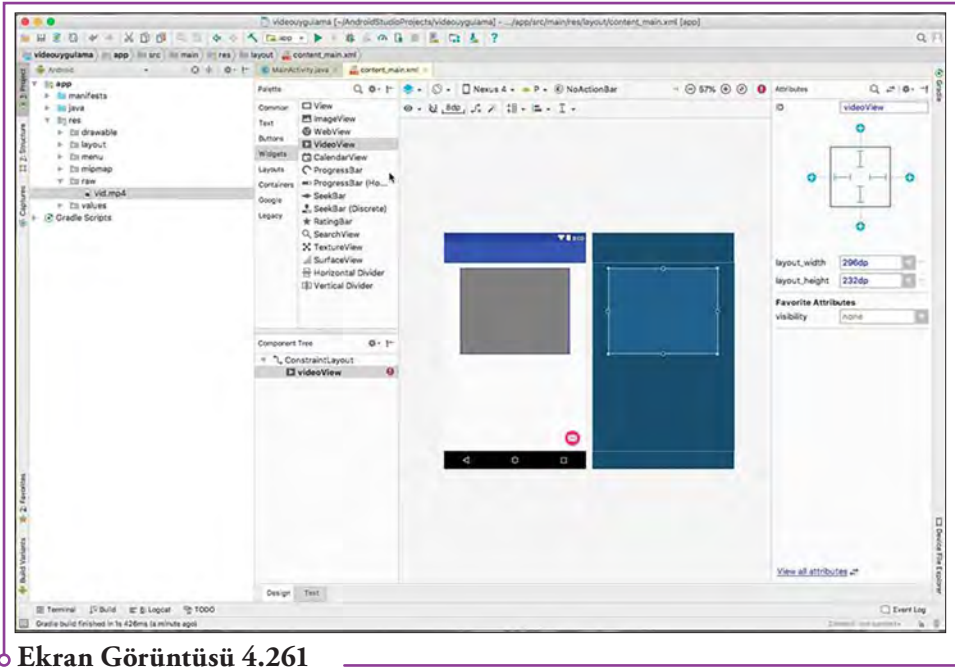 videouygulama [~/AndroidStudioProjects/videouygulama] - .../app/src/main/res/layout/content_main.xml [app]
app
videouygulama app src main res layout content_main.xml
Android
MainActivity.java
content_main.xml
1: Project
Z: Structure
Captures
2: Favorites
Build Variants
app
manifests
java
res
drawable
layout
menu
mipmap
raw
vid.mp4
values
Gradle Scripts
Palette
Common
Text
Buttons
Widgets
Layouts
Containers
Google
Legacy
View
ImageView
WebView
VideoView
CalendarView
ProgressBar
ProgressBar (Ho...
SeekBar
SeekBar (Discrete)
RatingBar
SearchView
TextureView
SurfaceView
Horizontal Divider
Vertical Divider
Component Tree
ConstraintLayout
videoView
Nexus 4
P
NoActionBar
57%
8dp
Attributes
ID videoView
layout_width 296dp
layout_height 232dp
Favorite Attributes
visibility none
View all attributes
Gradle
Device File Explorer
Design Text
Terminal Build 6: Logcat TODO
Event Log
Gradle build finished in 1s 426ms (a minute ago)
Ekran Görüntüsü 4.261